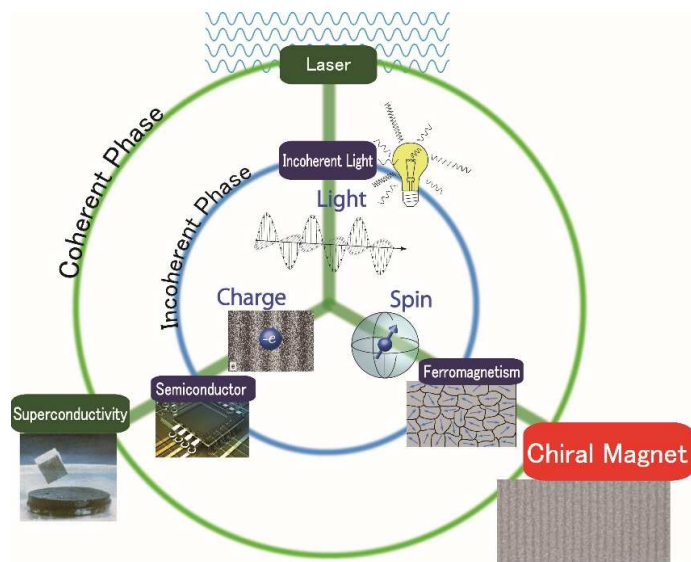 Laser
Coherent Phase
Incoherent Light
Incoherent Phase
Light
Charge
Spin
-e
Ferromagnetism
Semiconductor
Superconductivity
Chiral Magnet